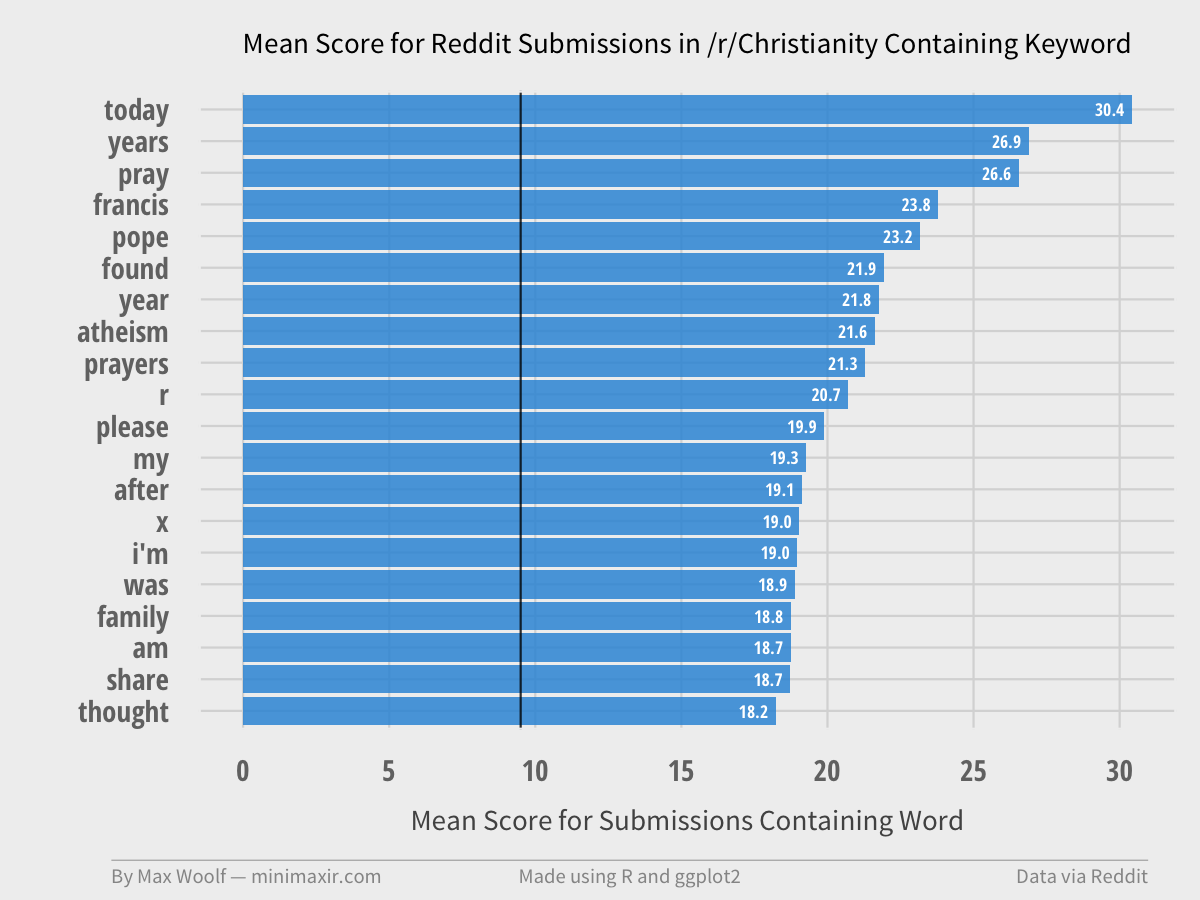 Mean Score for Reddit Submissions in /r/Christianity Containing Keyword
today 30.4
years 26.9
pray 26.6
francis 23.8
pope 23.2
found 21.9
year 21.8
atheism 21.6
prayers 21.3
r 20.7
please 19.9
my 19.3
after 19.1
x 19.0
i'm 19.0
was 18.9
family 18.8
am 18.7
share 18.7
thought 18.2
0 5 10 15 20 25 30
Mean Score for Submissions Containing Word
By Max Woolf — minimaxir.com Made using R and ggplot2 Data via Reddit